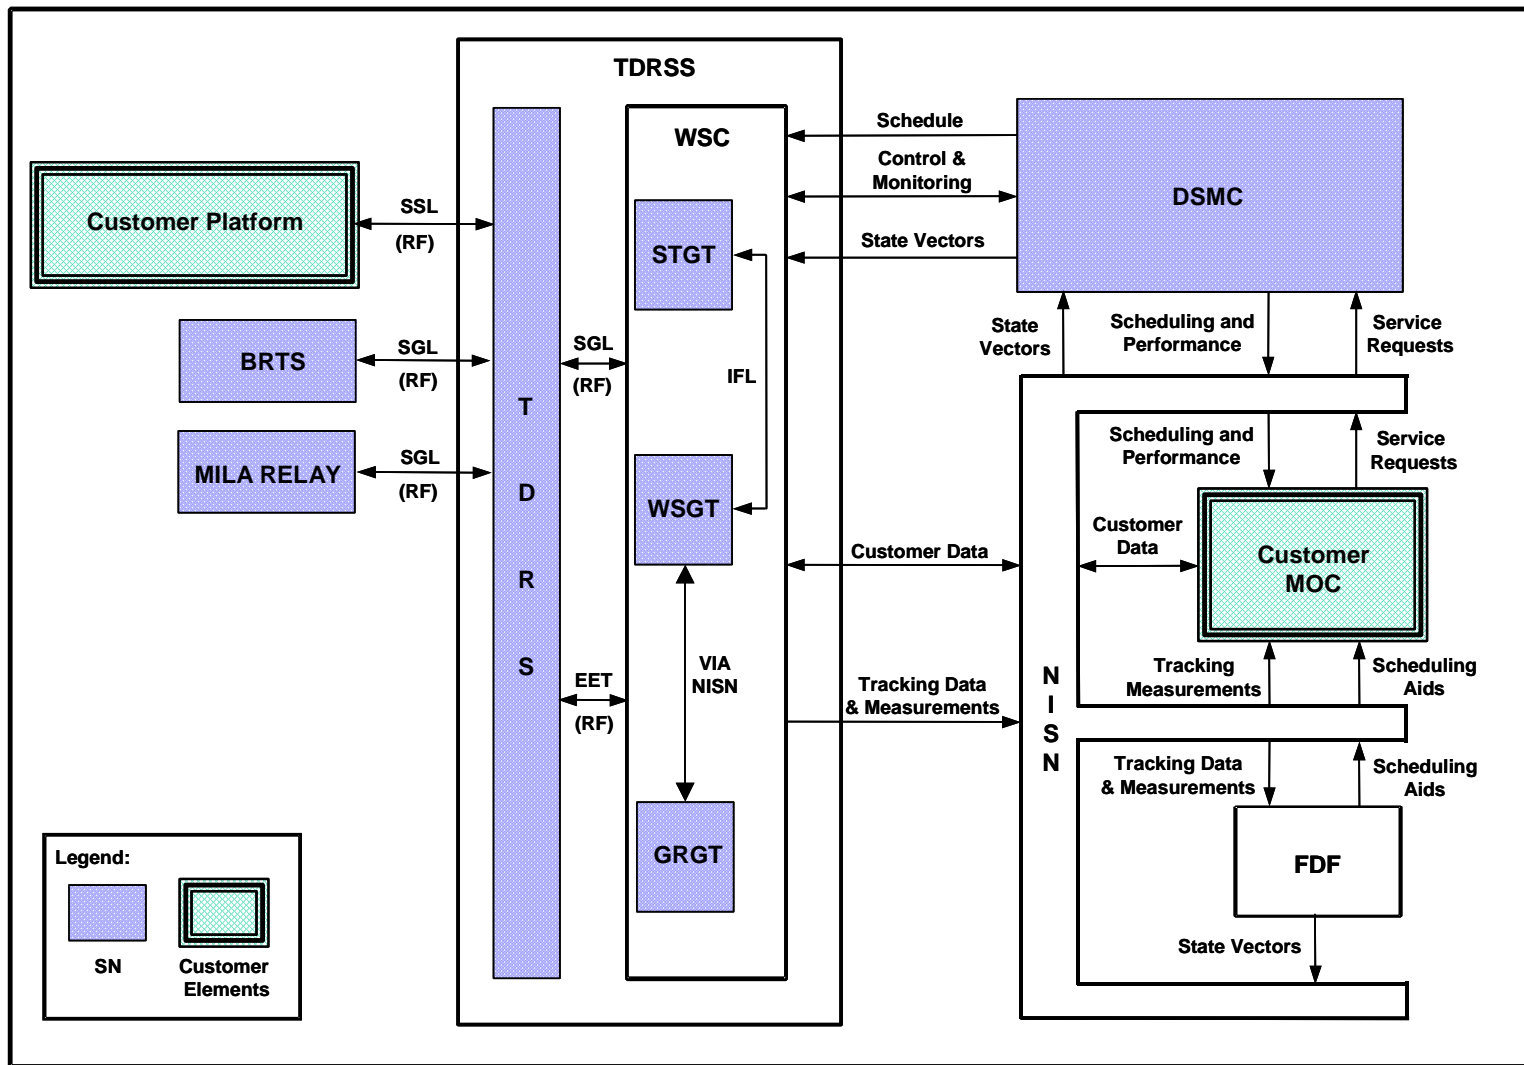 TDRSS
WSC
Customer Platform
SSL
(RF)
BRTS
SGL
(RF)
MILA RELAY
SGL
(RF)
T
D
R
S
SGL
(RF)
EET
(RF)
STGT
IFL
WSGT
VIA
NISN
GRGT
Schedule
Control &
Monitoring
State Vectors
DSMC
State
Vectors
Scheduling and
Performance
Service
Requests
Scheduling and
Performance
Service
Requests
Customer Data
Customer
Data
Customer
MOC
Tracking Data
& Measurements
N
I
S
N
Tracking
Measurements
Scheduling
Aids
Tracking Data
& Measurements
Scheduling
Aids
FDF
State Vectors
Legend:
SN
Customer
Elements